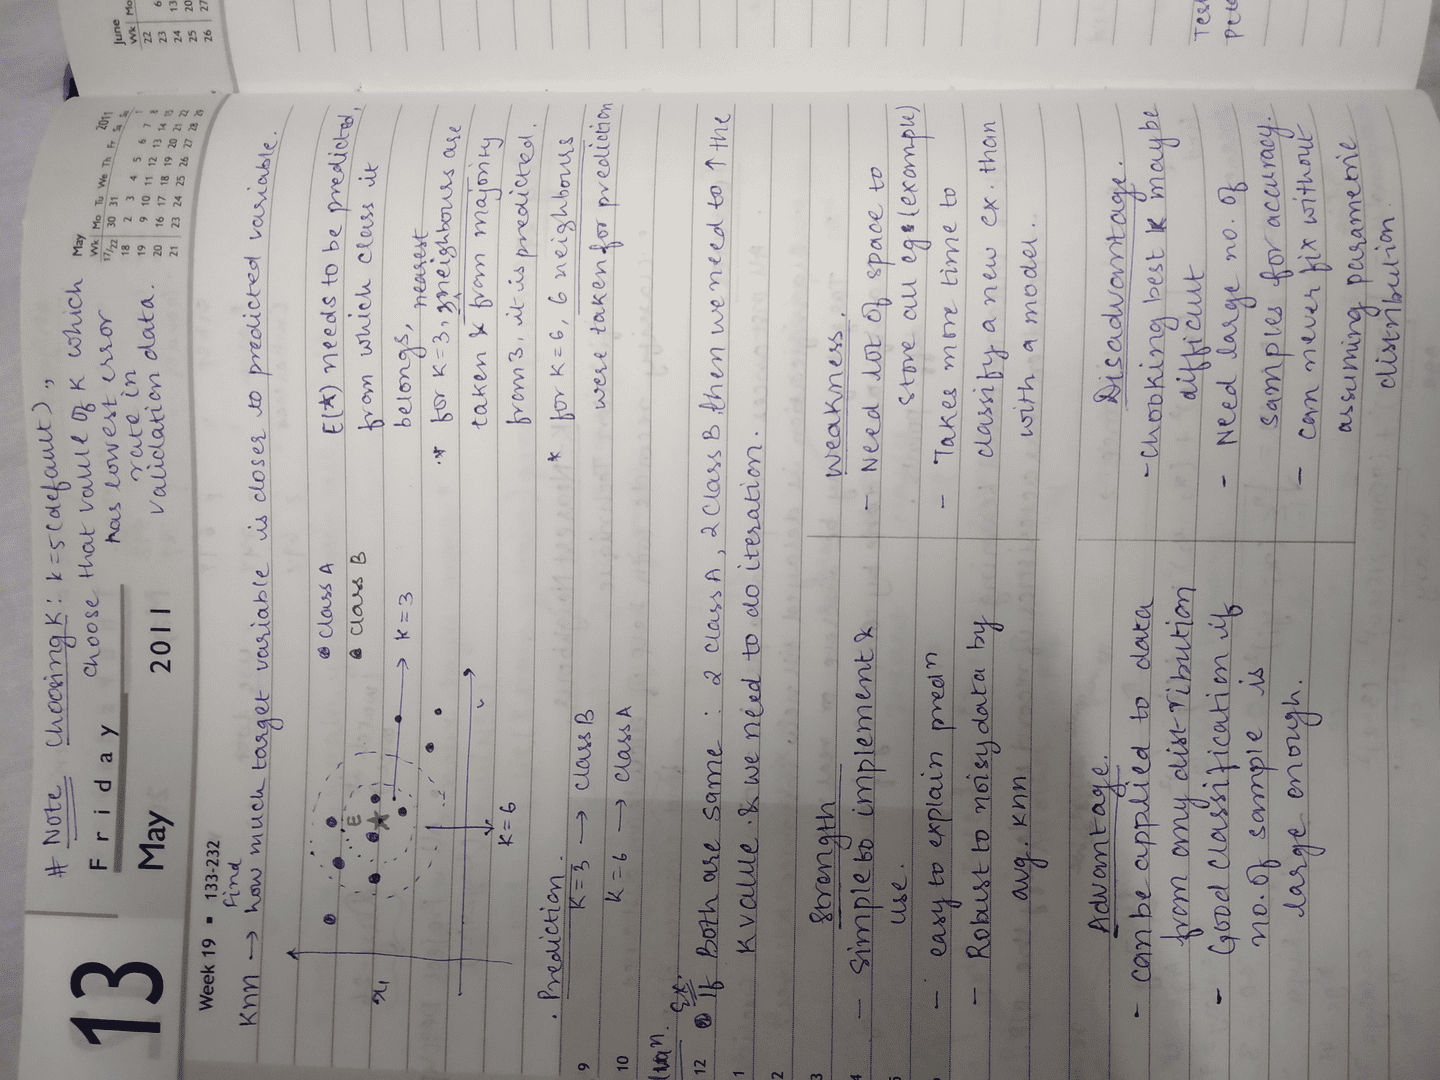 # Note Choosing K: k=5 (default),
Choose that value of K which
has lowest error
rate in
validation data.
13
Friday
May 2011
May 2011
Wk Mo Tu We Th Fr Sa Su
17/22 30 31 1
18 2 3 4 5 6 7 8
19 9 10 11 12 13 14 15
20 16 17 18 19 20 21 22
21 23 24 25 26 27 28 29
June
Wk Mo
22
23 6
24 13
25 20
26 27
Week 19 ▪ 133-232
find
Knn → how much target variable is closer to predicted variable.
class A
class B
x1
E
K=3
K=6
E(★) needs to be predicted,
from which class it
belongs,
nearest
* for K=3, 3 neighbours are
taken & from majority
from 3, it is predicted.
* for K=6, 6 neighbours
were taken for prediction
. Prediction.
9
K=3 → class B
10
K=6 → class A
12
Ex.
If Both are same : 2 class A, 2 class B then we need to ↑ the
1
K value & we need to do iteration.
2
3
Strength
4
- Simple to implement &
use.
5
- easy to explain predn
- Robust to noisy data by
avg. knn
Weakness.
- Need lot of space to
store all egs (example)
- Takes more time to
classify a new ex. than
with a model.
Advantage.
- can be applied to data
from any distribution
- Good classification if
no. of sample is
large enough.
Disadvantage.
- Chooking best K maybe
difficult
- Need large no. of
samples for accuracy.
- can never fix without
assuming parametric
distribution.